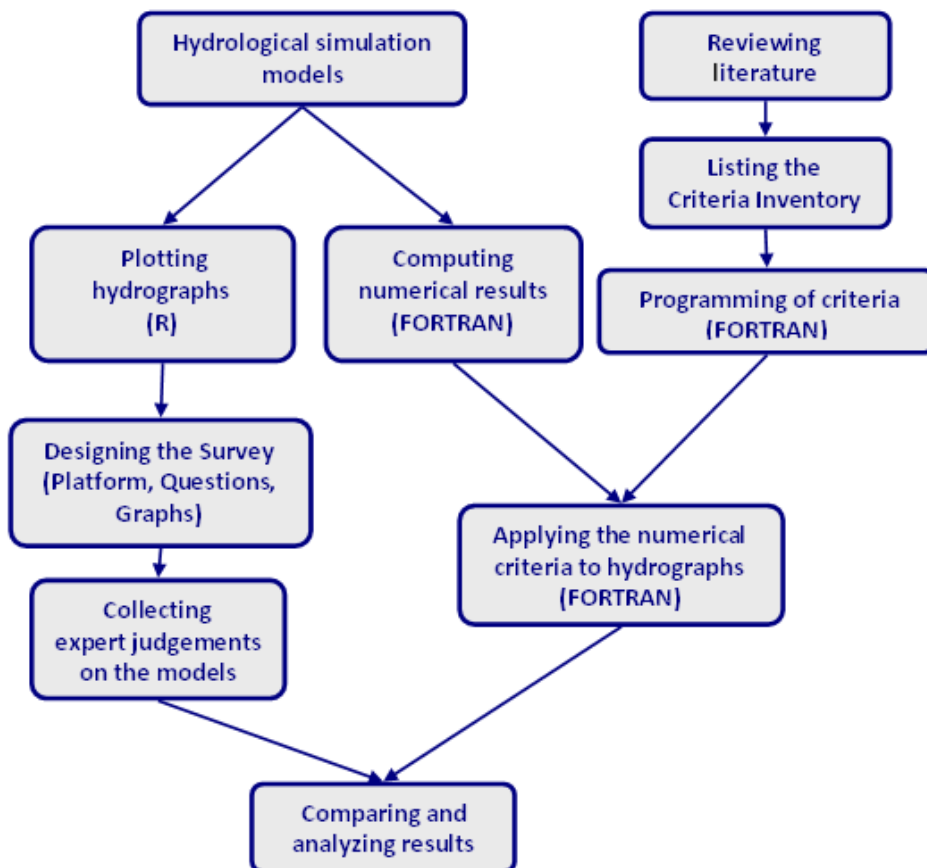 Hydrological simulation
models
Reviewing
literature
Listing the
Criteria Inventory
Plotting
hydrographs
(R)
Computing
numerical results
(FORTRAN)
Programming of criteria
(FORTRAN)
Designing the Survey
(Platform, Questions,
Graphs)
Applying the numerical
criteria to hydrographs
(FORTRAN)
Collecting
expert judgements
on the models
Comparing and
analyzing results